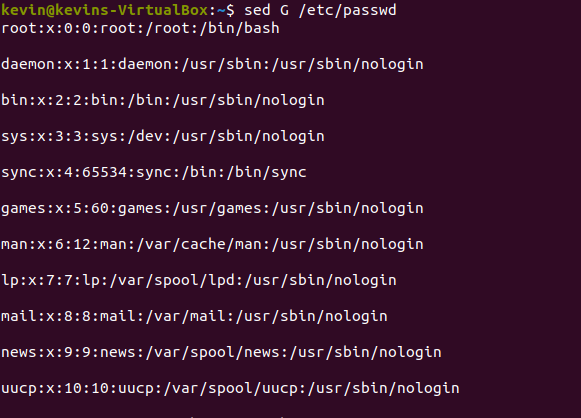 kevin@kevins-VirtualBox:~$ sed G /etc/passwd
root:x:0:0:root:/root:/bin/bash
daemon:x:1:1:daemon:/usr/sbin:/usr/sbin/nologin
bin:x:2:2:bin:/bin:/usr/sbin/nologin
sys:x:3:3:sys:/dev:/usr/sbin/nologin
sync:x:4:65534:sync:/bin:/bin/sync
games:x:5:60:games:/usr/games:/usr/sbin/nologin
man:x:6:12:man:/var/cache/man:/usr/sbin/nologin
lp:x:7:7:lp:/var/spool/lpd:/usr/sbin/nologin
mail:x:8:8:mail:/var/mail:/usr/sbin/nologin
news:x:9:9:news:/var/spool/news:/usr/sbin/nologin
uucp:x:10:10:uucp:/var/spool/uucp:/usr/sbin/nologin